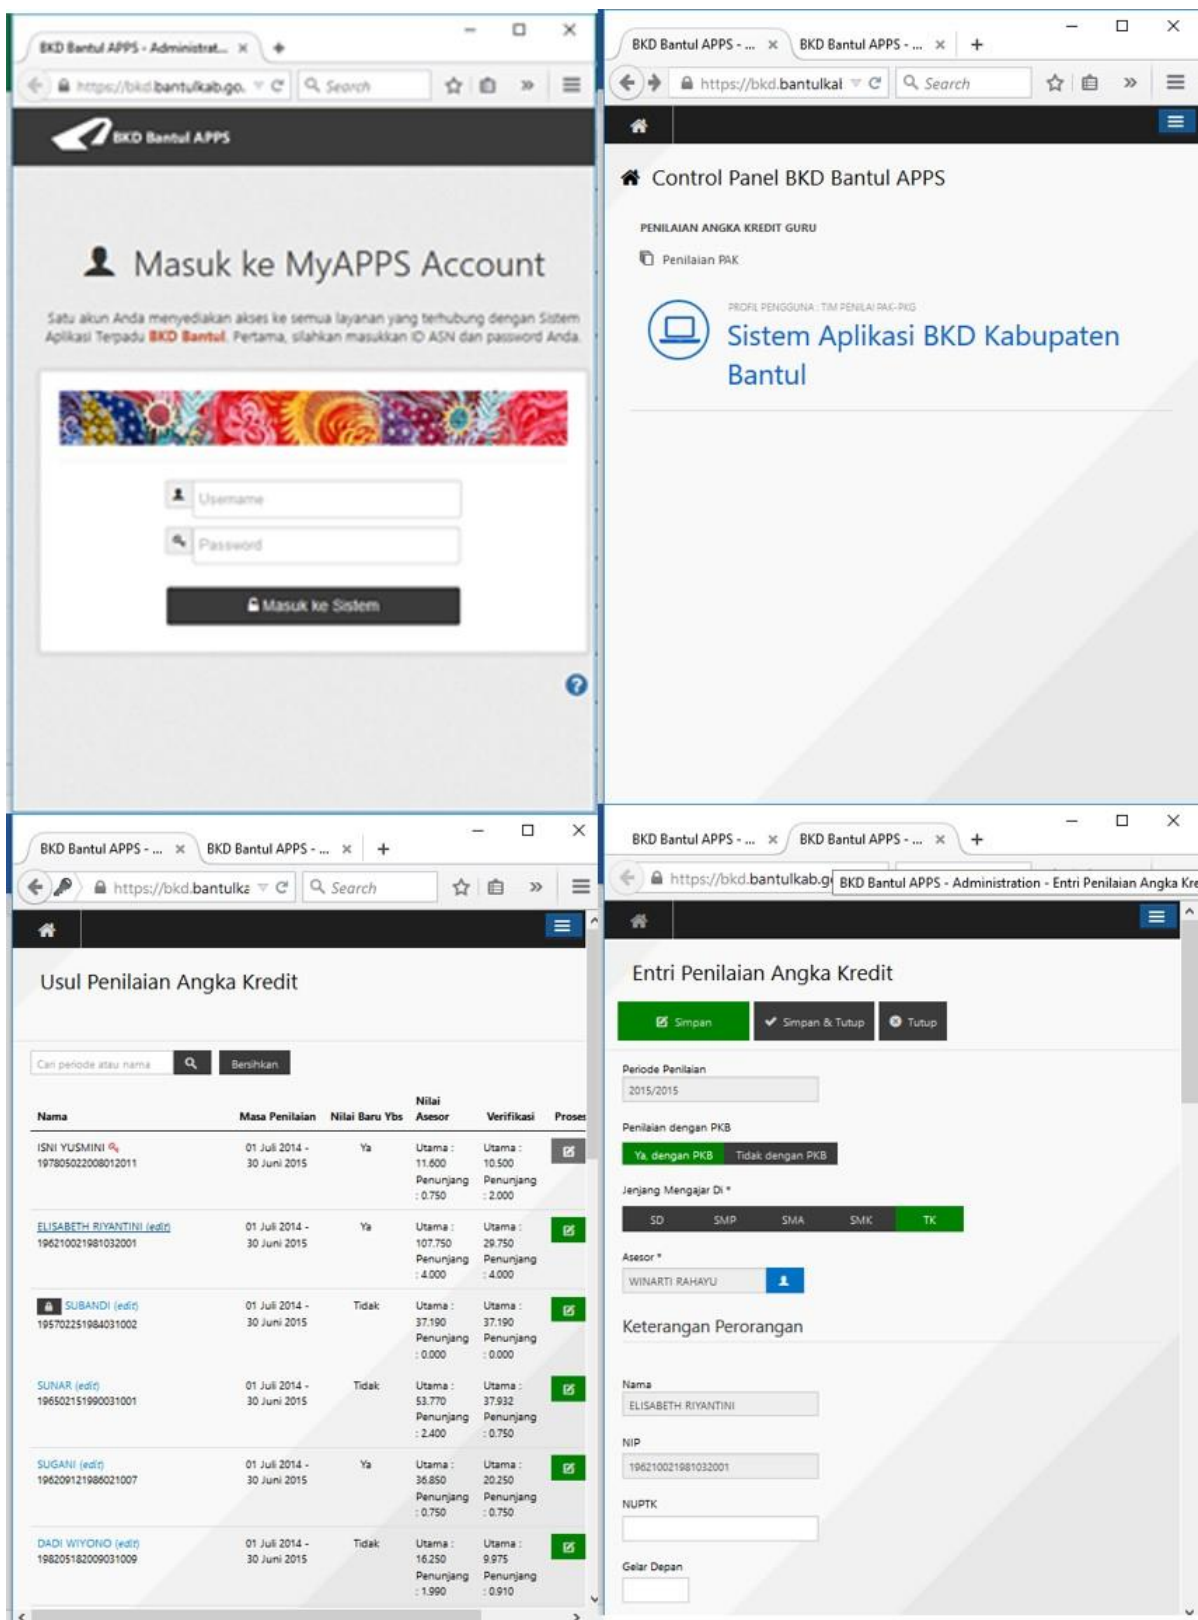 BKD Bantul APPS - Administrat...
https://bkd.bantulkab.go.
Search
BKD Bantul APPS
Masuk ke MyAPPS Account
Satu akun Anda menyediakan akses ke semua layanan yang terhubung dengan Sistem
Aplikasi Terpadu BKD Bantul. Pertama, silahkan masukkan ID ASN dan password Anda.
Username
Password
Masuk ke Sistem
?
BKD Bantul APPS - ...
BKD Bantul APPS - ...
https://bkd.bantulkal
Search
Control Panel BKD Bantul APPS
PENILAIAN ANGKA KREDIT GURU
Penilaian PAK
PROFIL PENGGUNA : TIM PENILAI PAK-PKG
Sistem Aplikasi BKD Kabupaten
Bantul
BKD Bantul APPS - ...
BKD Bantul APPS - ...
https://bkd.bantulka
Search
Usul Penilaian Angka Kredit
Cari periode atau nama
Bersihkan
Nama Masa Penilaian Nilai Baru Ybs Nilai Asesor Verifikasi Proses
ISNI YUSMINI 01 Juli 2014 - Ya Utama : Utama :
197805022008012011 30 Juni 2015 11.600 10.500
Penunjang Penunjang
: 0.750 : 2.000
ELISABETH RIYANTINI (edit) 01 Juli 2014 - Ya Utama : Utama :
196210021981032001 30 Juni 2015 107.750 29.750
Penunjang Penunjang
: 4.000 : 4.000
SUBANDI (edit) 01 Juli 2014 - Tidak Utama : Utama :
195702251984031002 30 Juni 2015 37.190 37.190
Penunjang Penunjang
: 0.000 : 0.000
SUNAR (edit) 01 Juli 2014 - Tidak Utama : Utama :
196502151990031001 30 Juni 2015 53.770 37.932
Penunjang Penunjang
: 2.400 : 0.750
SUGANI (edit) 01 Juli 2014 - Ya Utama : Utama :
196209121986021007 30 Juni 2015 36.850 20.250
Penunjang Penunjang
: 0.750 : 0.750
DADI WIYONO (edit) 01 Juli 2014 - Tidak Utama : Utama :
198205182009031009 30 Juni 2015 16.250 9.975
Penunjang Penunjang
: 1.990 : 0.910
BKD Bantul APPS - ...
BKD Bantul APPS - ...
https://bkd.bantulkab.g
BKD Bantul APPS - Administration - Entri Penilaian Angka Kre
Entri Penilaian Angka Kredit
Simpan
Simpan & Tutup
Tutup
Periode Penilaian
2015/2015
Penilaian dengan PKB
Ya, dengan PKB Tidak dengan PKB
Jenjang Mengajar Di *
SD SMP SMA SMK TK
Asesor *
WINARTI RAHAYU
Keterangan Perorangan
Nama
ELISABETH RIYANTINI
NIP
196210021981032001
NUPTK
Gelar Depan